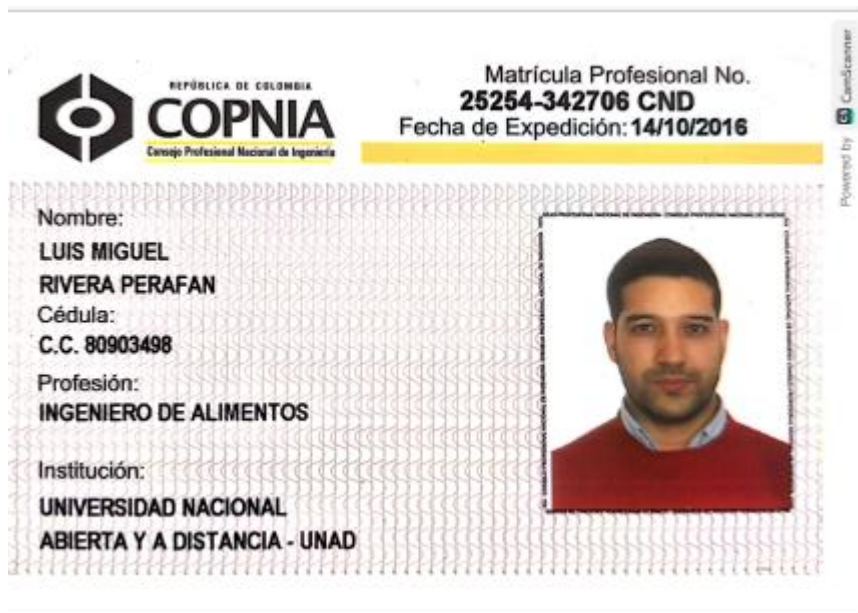 REPÚBLICA DE COLOMBIA
COPNIA
Consejo Profesional Nacional de Ingeniería
Matrícula Profesional No.
25254-342706 CND
Fecha de Expedición: 14/10/2016
Nombre:
LUIS MIGUEL
RIVERA PERAFAN
Cédula:
C.C. 80903498
Profesión:
INGENIERO DE ALIMENTOS
Institución:
UNIVERSIDAD NACIONAL
ABIERTA Y A DISTANCIA - UNAD
Powered by CS CamScanner